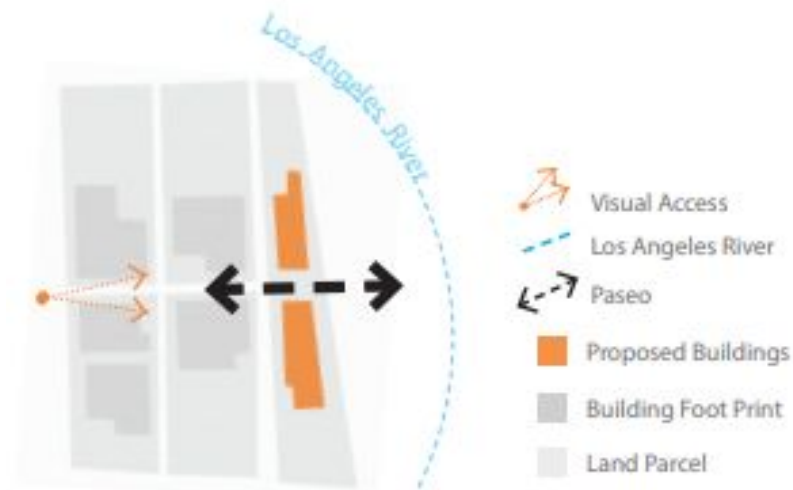 Los Angeles River
Visual Access
Los Angeles River
Paseo
Proposed Buildings
Building Foot Print
Land Parcel